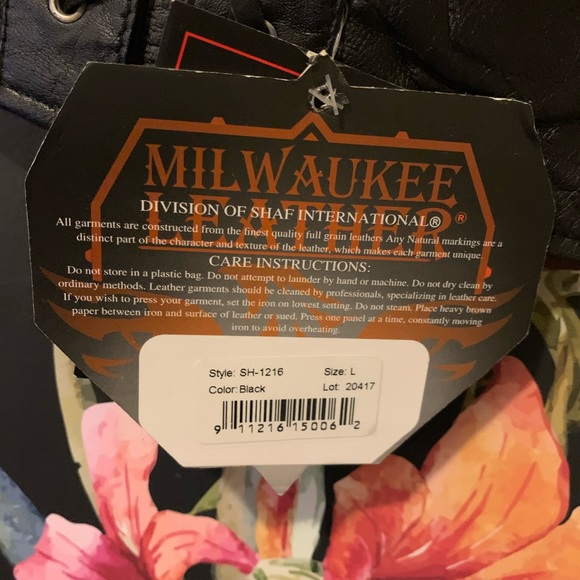 MILWAUKEE
LEATHER®
DIVISION OF SHAF INTERNATIONAL®
All garments are constructed from the finest quality full grain leathers Any Natural markings are a
distinct part of the character and texture of the leather, which makes each garment unique.
CARE INSTRUCTIONS:
Do not store in a plastic bag. Do not attempt to launder by hand or machine. Do not dry clean by
ordinary methods. Leather garments should be cleaned by professionals, specializing in leather care.
If you wish to press your garment, set the iron on lowest setting. Do not steam. Place heavy brown
paper between iron and surface of leather or sued. Press one panel at a time, constantly moving
iron to avoid overheating.
Style: SH-1216 Size: L
Color: Black Lot: 20417
9 11216 15006 2